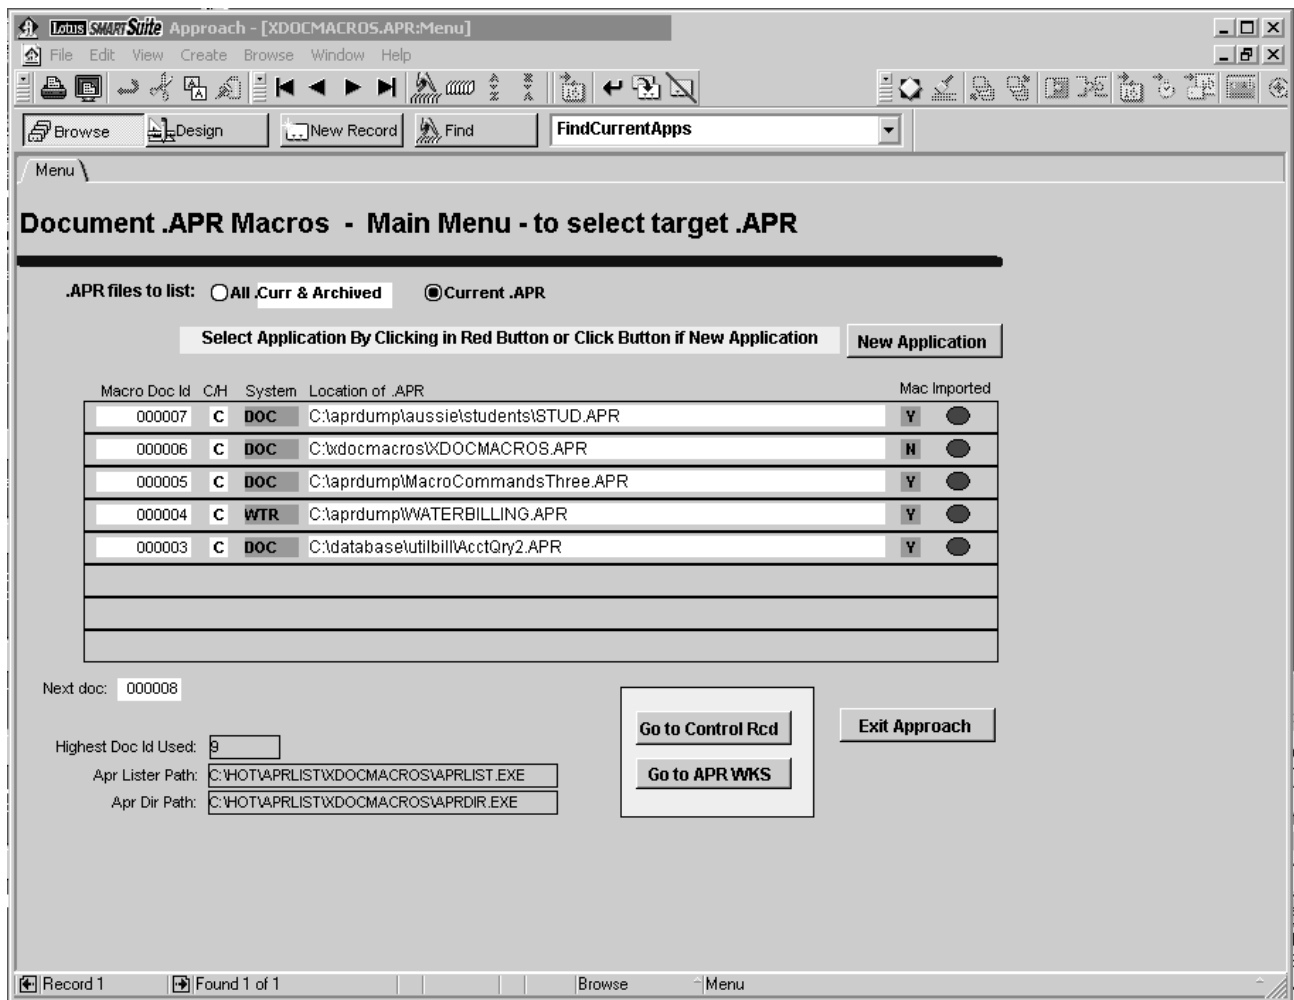 Lotus SMARTSuite Approach - [XDOCMACROS.APR:Menu]
File Edit View Create Browse Window Help
Browse Design New Record Find FindCurrentApps
Menu
Document .APR Macros - Main Menu - to select target .APR
.APR files to list: All .Curr & Archived Current .APR
Select Application By Clicking in Red Button or Click Button if New Application New Application
Macro Doc Id C/H System Location of .APR Mac Imported
000007 C DOC C:\aprdump\aussie\students\STUD.APR Y
000006 C DOC C:\xdocmacros\XDOCMACROS.APR N
000005 C DOC C:\aprdump\MacroCommandsThree.APR Y
000004 C WTR C:\aprdump\WATERBILLING.APR Y
000003 C DOC C:\database\utilbill\AcctQry2.APR Y
Next doc: 000008
Go to Control Rcd Exit Approach
Highest Doc Id Used: 9
Apr Lister Path: C:\HOT\APRLIST\XDOCMACROS\APRLIST.EXE Go to APR WKS
Apr Dir Path: C:\HOT\APRLIST\XDOCMACROS\APRDIR.EXE
Record 1 Found 1 of 1 Browse Menu